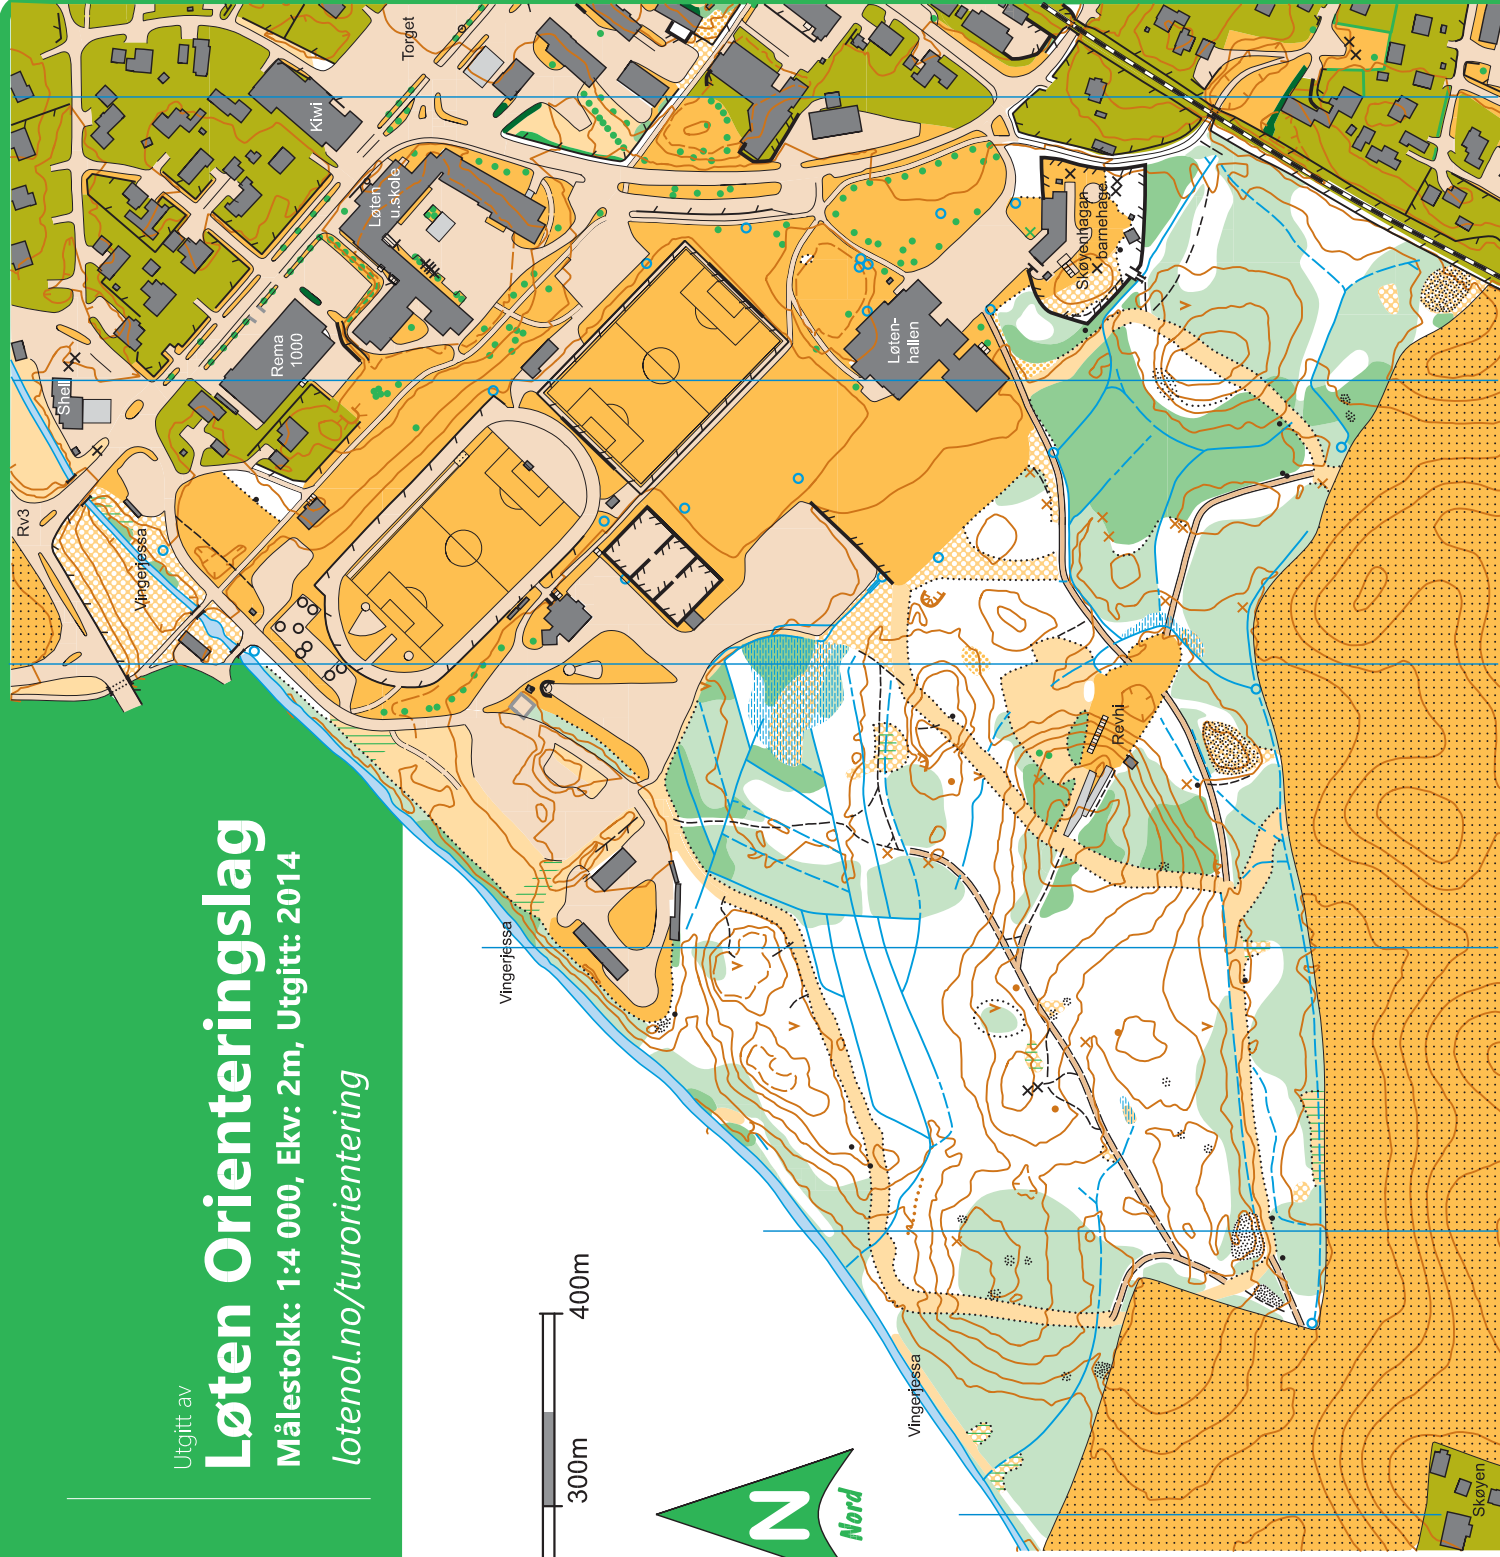 Utgitt av
Løten Orienteringslag
Målestokk: 1:4 000, Ekv: 2m, Utgitt: 2014
lotenol.no/turorientering
300m
400m
N
Nord
Rv3
Shell
Vingerjessa
Rema
1000
Kiwi
Løten
u.skole
Torget
Vingerjessa
Løten-
hallen
Skøyenhagan
barnehage
Revhi
Vingerjessa
Skøyen